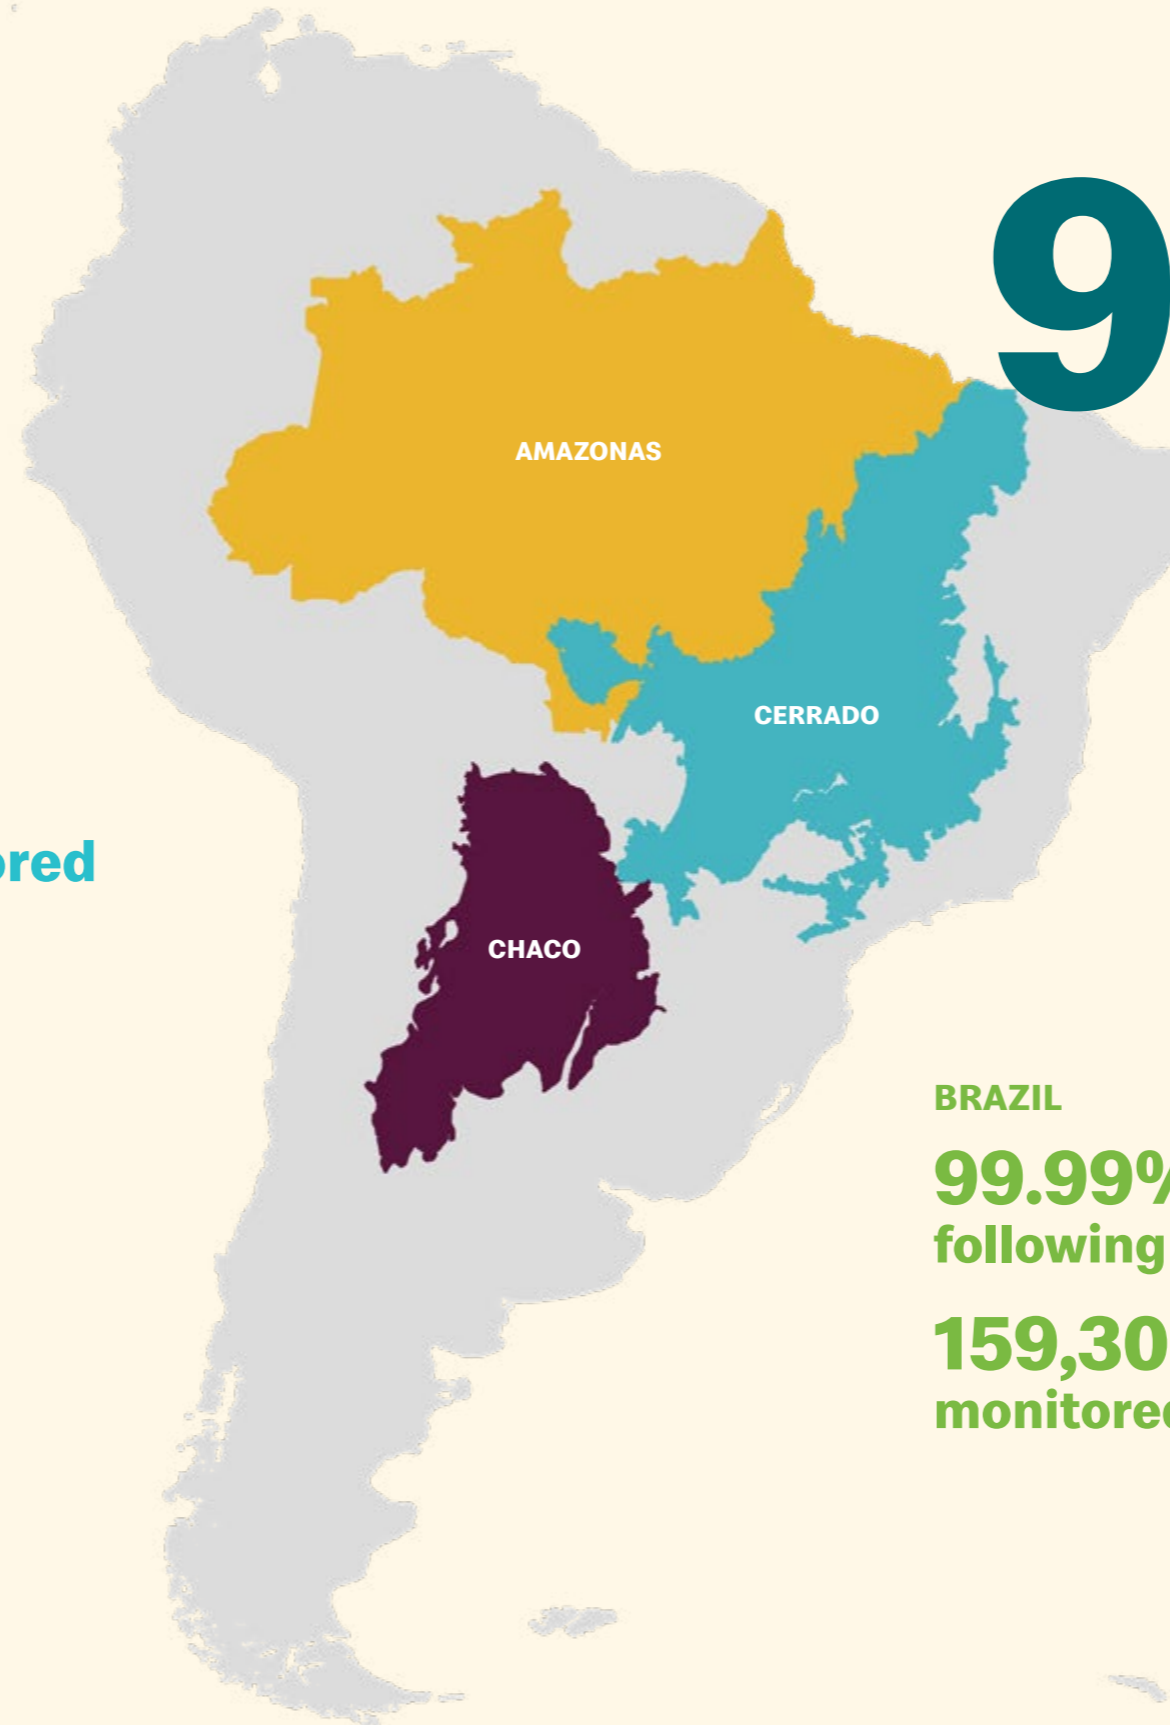 9
AMAZONAS
CERRADO
ored
CHACO
BRAZIL
99.99%
following
159,30
monitored